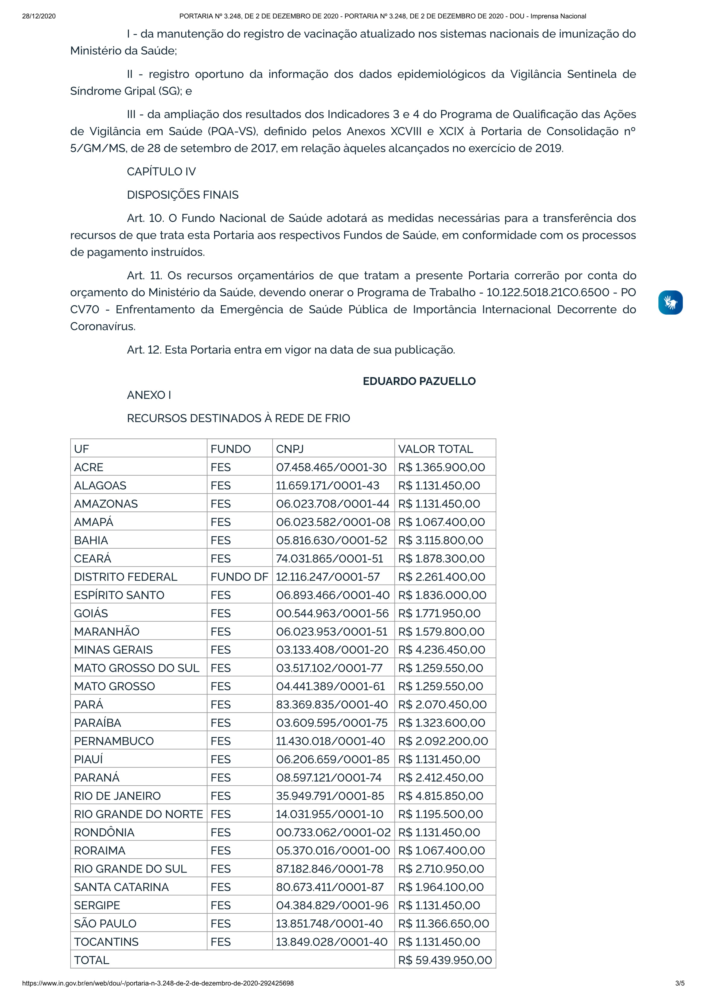 28/12/2020 PORTARIA Nº 3.248, DE 2 DE DEZEMBRO DE 2020 - PORTARIA Nº 3.248, DE 2 DE DEZEMBRO DE 2020 - DOU - Imprensa Nacional
I - da manutenção do registro de vacinação atualizado nos sistemas nacionais de imunização do
Ministério da Saúde;
II - registro oportuno da informação dos dados epidemiológicos da Vigilância Sentinela de
Síndrome Gripal (SG); e
III - da ampliação dos resultados dos Indicadores 3 e 4 do Programa de Qualificação das Ações
de Vigilância em Saúde (PQA-VS), definido pelos Anexos XCVIII e XCIX à Portaria de Consolidação nº
5/GM/MS, de 28 de setembro de 2017, em relação àqueles alcançados no exercício de 2019.
CAPÍTULO IV
DISPOSIÇÕES FINAIS
Art. 10. O Fundo Nacional de Saúde adotará as medidas necessárias para a transferência dos
recursos de que trata esta Portaria aos respectivos Fundos de Saúde, em conformidade com os processos
de pagamento instruídos.
Art. 11. Os recursos orçamentários de que tratam a presente Portaria correrão por conta do
orçamento do Ministério da Saúde, devendo onerar o Programa de Trabalho - 10.122.5018.21CO.6500 - PO
CV70 - Enfrentamento da Emergência de Saúde Pública de Importância Internacional Decorrente do
Coronavírus.
Art. 12. Esta Portaria entra em vigor na data de sua publicação.
EDUARDO PAZUELLO
ANEXO I
RECURSOS DESTINADOS À REDE DE FRIO
UF FUNDO CNPJ VALOR TOTAL
ACRE FES 07.458.465/0001-30 R$ 1.365.900,00
ALAGOAS FES 11.659.171/0001-43 R$ 1.131.450,00
AMAZONAS FES 06.023.708/0001-44 R$ 1.131.450,00
AMAPÁ FES 06.023.582/0001-08 R$ 1.067.400,00
BAHIA FES 05.816.630/0001-52 R$ 3.115.800,00
CEARÁ FES 74.031.865/0001-51 R$ 1.878.300,00
DISTRITO FEDERAL FUNDO DF 12.116.247/0001-57 R$ 2.261.400,00
ESPÍRITO SANTO FES 06.893.466/0001-40 R$ 1.836.000,00
GOIÁS FES 00.544.963/0001-56 R$ 1.771.950,00
MARANHÃO FES 06.023.953/0001-51 R$ 1.579.800,00
MINAS GERAIS FES 03.133.408/0001-20 R$ 4.236.450,00
MATO GROSSO DO SUL FES 03.517.102/0001-77 R$ 1.259.550,00
MATO GROSSO FES 04.441.389/0001-61 R$ 1.259.550,00
PARÁ FES 83.369.835/0001-40 R$ 2.070.450,00
PARAÍBA FES 03.609.595/0001-75 R$ 1.323.600,00
PERNAMBUCO FES 11.430.018/0001-40 R$ 2.092.200,00
PIAUÍ FES 06.206.659/0001-85 R$ 1.131.450,00
PARANÁ FES 08.597.121/0001-74 R$ 2.412.450,00
RIO DE JANEIRO FES 35.949.791/0001-85 R$ 4.815.850,00
RIO GRANDE DO NORTE FES 14.031.955/0001-10 R$ 1.195.500,00
RONDÔNIA FES 00.733.062/0001-02 R$ 1.131.450,00
RORAIMA FES 05.370.016/0001-00 R$ 1.067.400,00
RIO GRANDE DO SUL FES 87.182.846/0001-78 R$ 2.710.950,00
SANTA CATARINA FES 80.673.411/0001-87 R$ 1.964.100,00
SERGIPE FES 04.384.829/0001-96 R$ 1.131.450,00
SÃO PAULO FES 13.851.748/0001-40 R$ 11.366.650,00
TOCANTINS FES 13.849.028/0001-40 R$ 1.131.450,00
TOTAL R$ 59.439.950,00
https://www.in.gov.br/en/web/dou/-/portaria-n-3.248-de-2-de-dezembro-de-2020-292425698 3/5